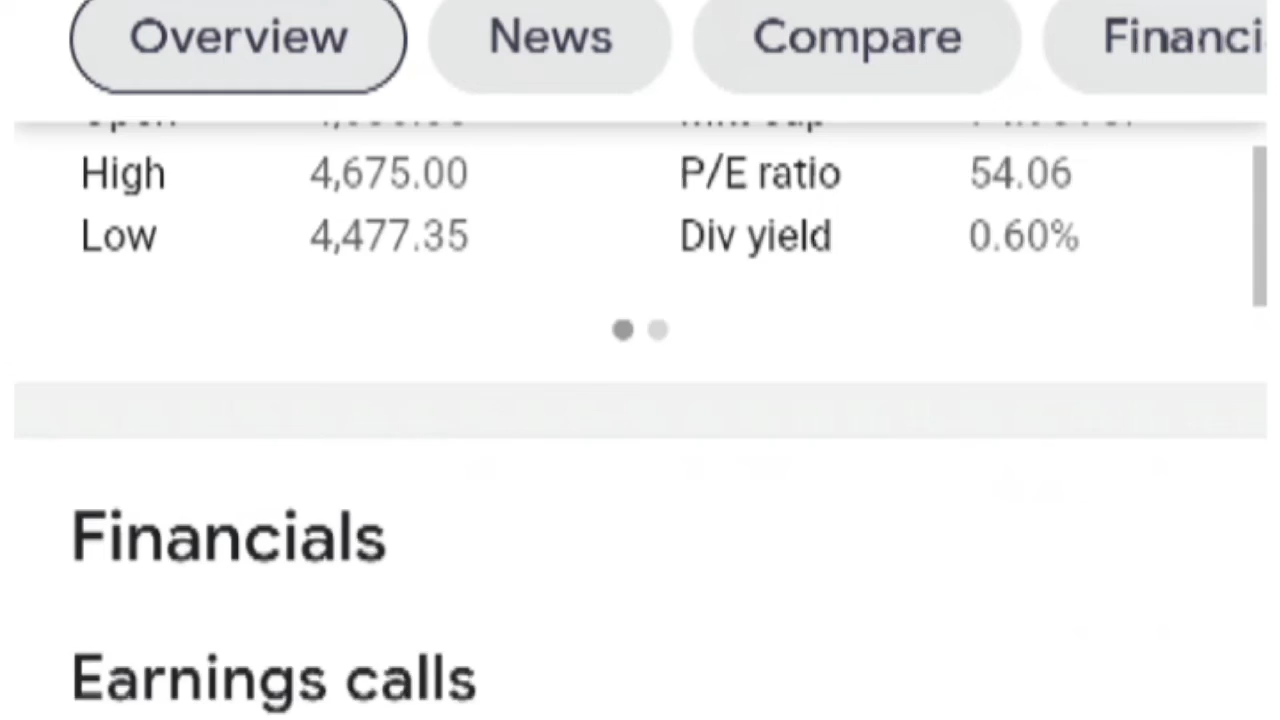 Overview News Compare Financi
High 4,675.00 P/E ratio 54.06
Low 4,477.35 Div yield 0.60%
Financials
Earnings calls